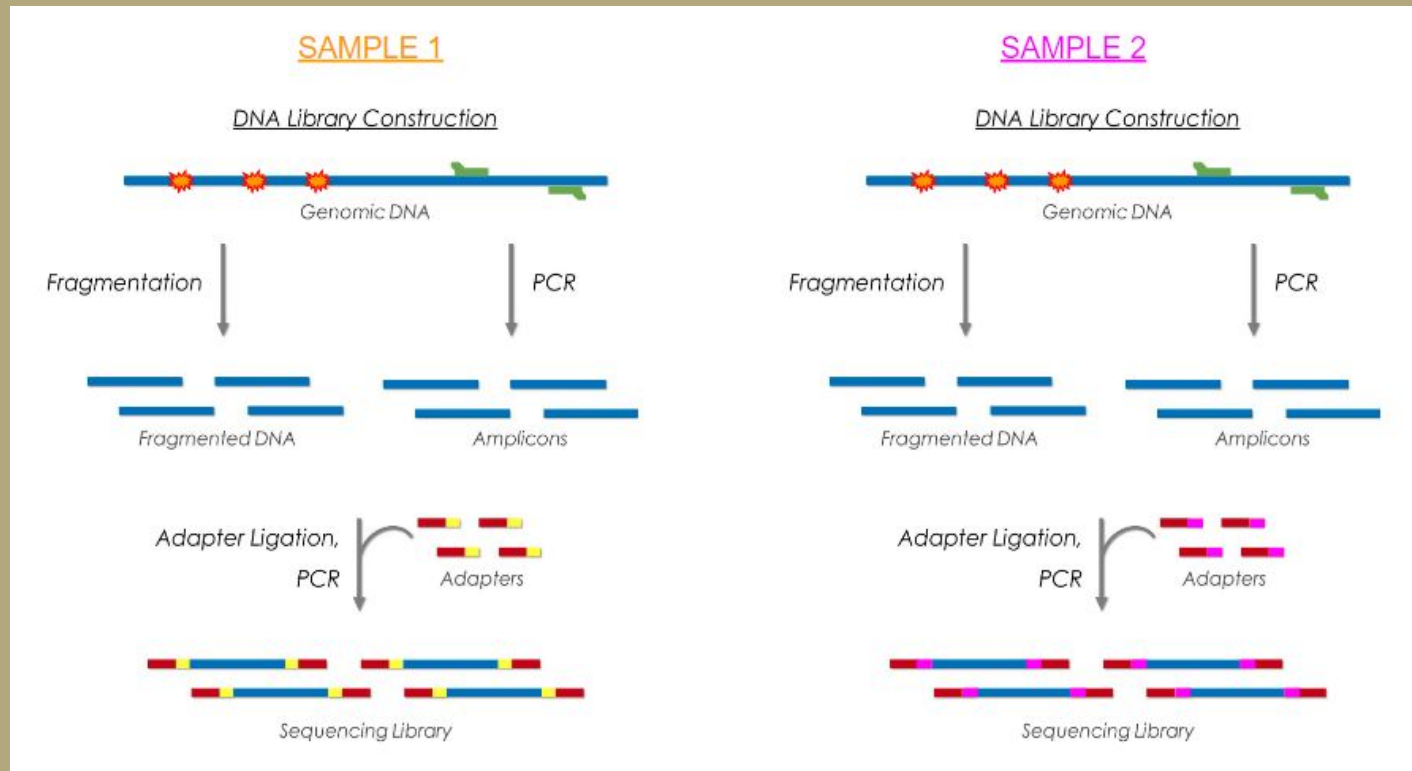 SAMPLE 1
DNA Library Construction
Genomic DNA
Fragmentation
PCR
Fragmented DNA
Amplicons
Adapter Ligation,
PCR
Adapters
Sequencing Library
SAMPLE 2
DNA Library Construction
Genomic DNA
Fragmentation
PCR
Fragmented DNA
Amplicons
Adapter Ligation,
PCR
Adapters
Sequencing Library